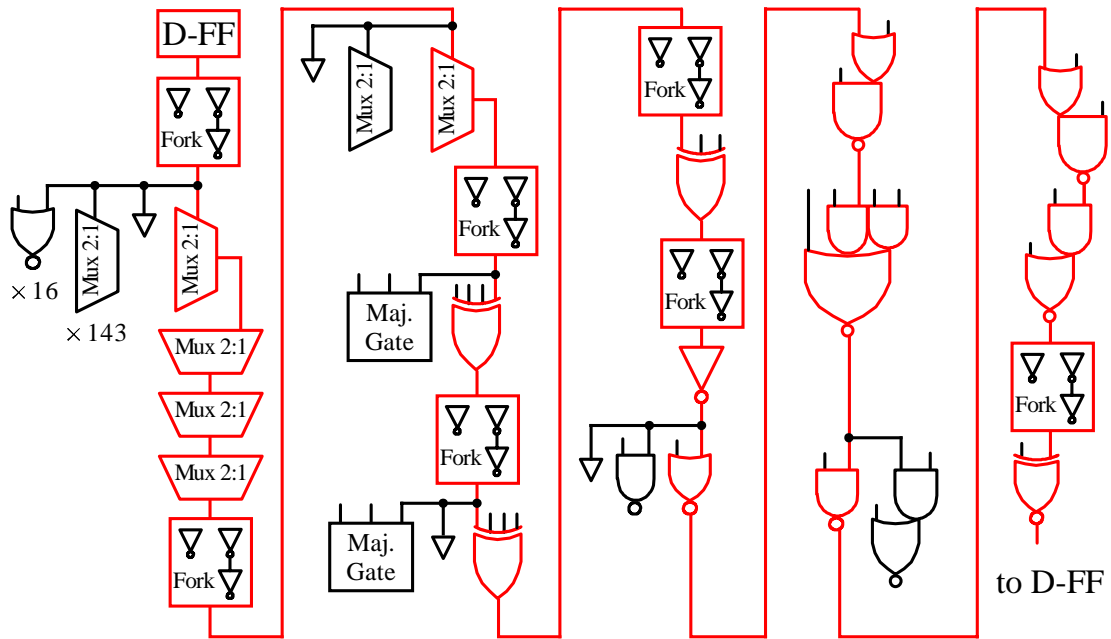 D-FF
Fork
Mux 2:1
Mux 2:1
× 16
× 143
Mux 2:1
Mux 2:1
Mux 2:1
Fork
Mux 2:1
Mux 2:1
Fork
Maj.
Gate
Fork
Maj.
Gate
Fork
Fork
Fork
to D-FF